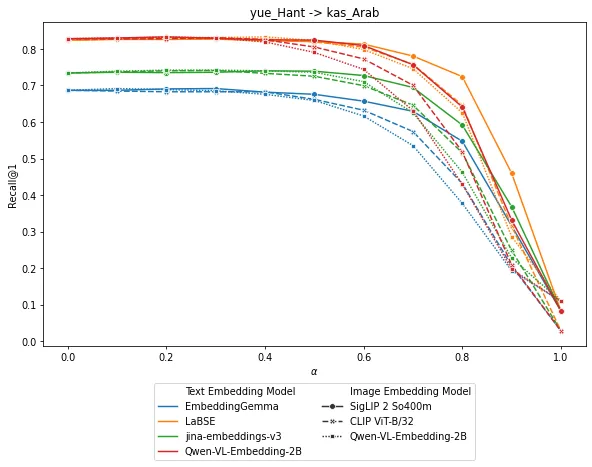 yue_Hant -> kas_Arab
Recall@1
0.8
0.7
0.6
0.5
0.4
0.3
0.2
0.1
0.0
0.0 0.2 0.4 0.6 0.8 1.0
α
Text Embedding Model
EmbeddingGemma
LaBSE
jina-embeddings-v3
Qwen-VL-Embedding-2B
Image Embedding Model
SigLIP 2 So400m
CLIP ViT-B/32
Qwen-VL-Embedding-2B